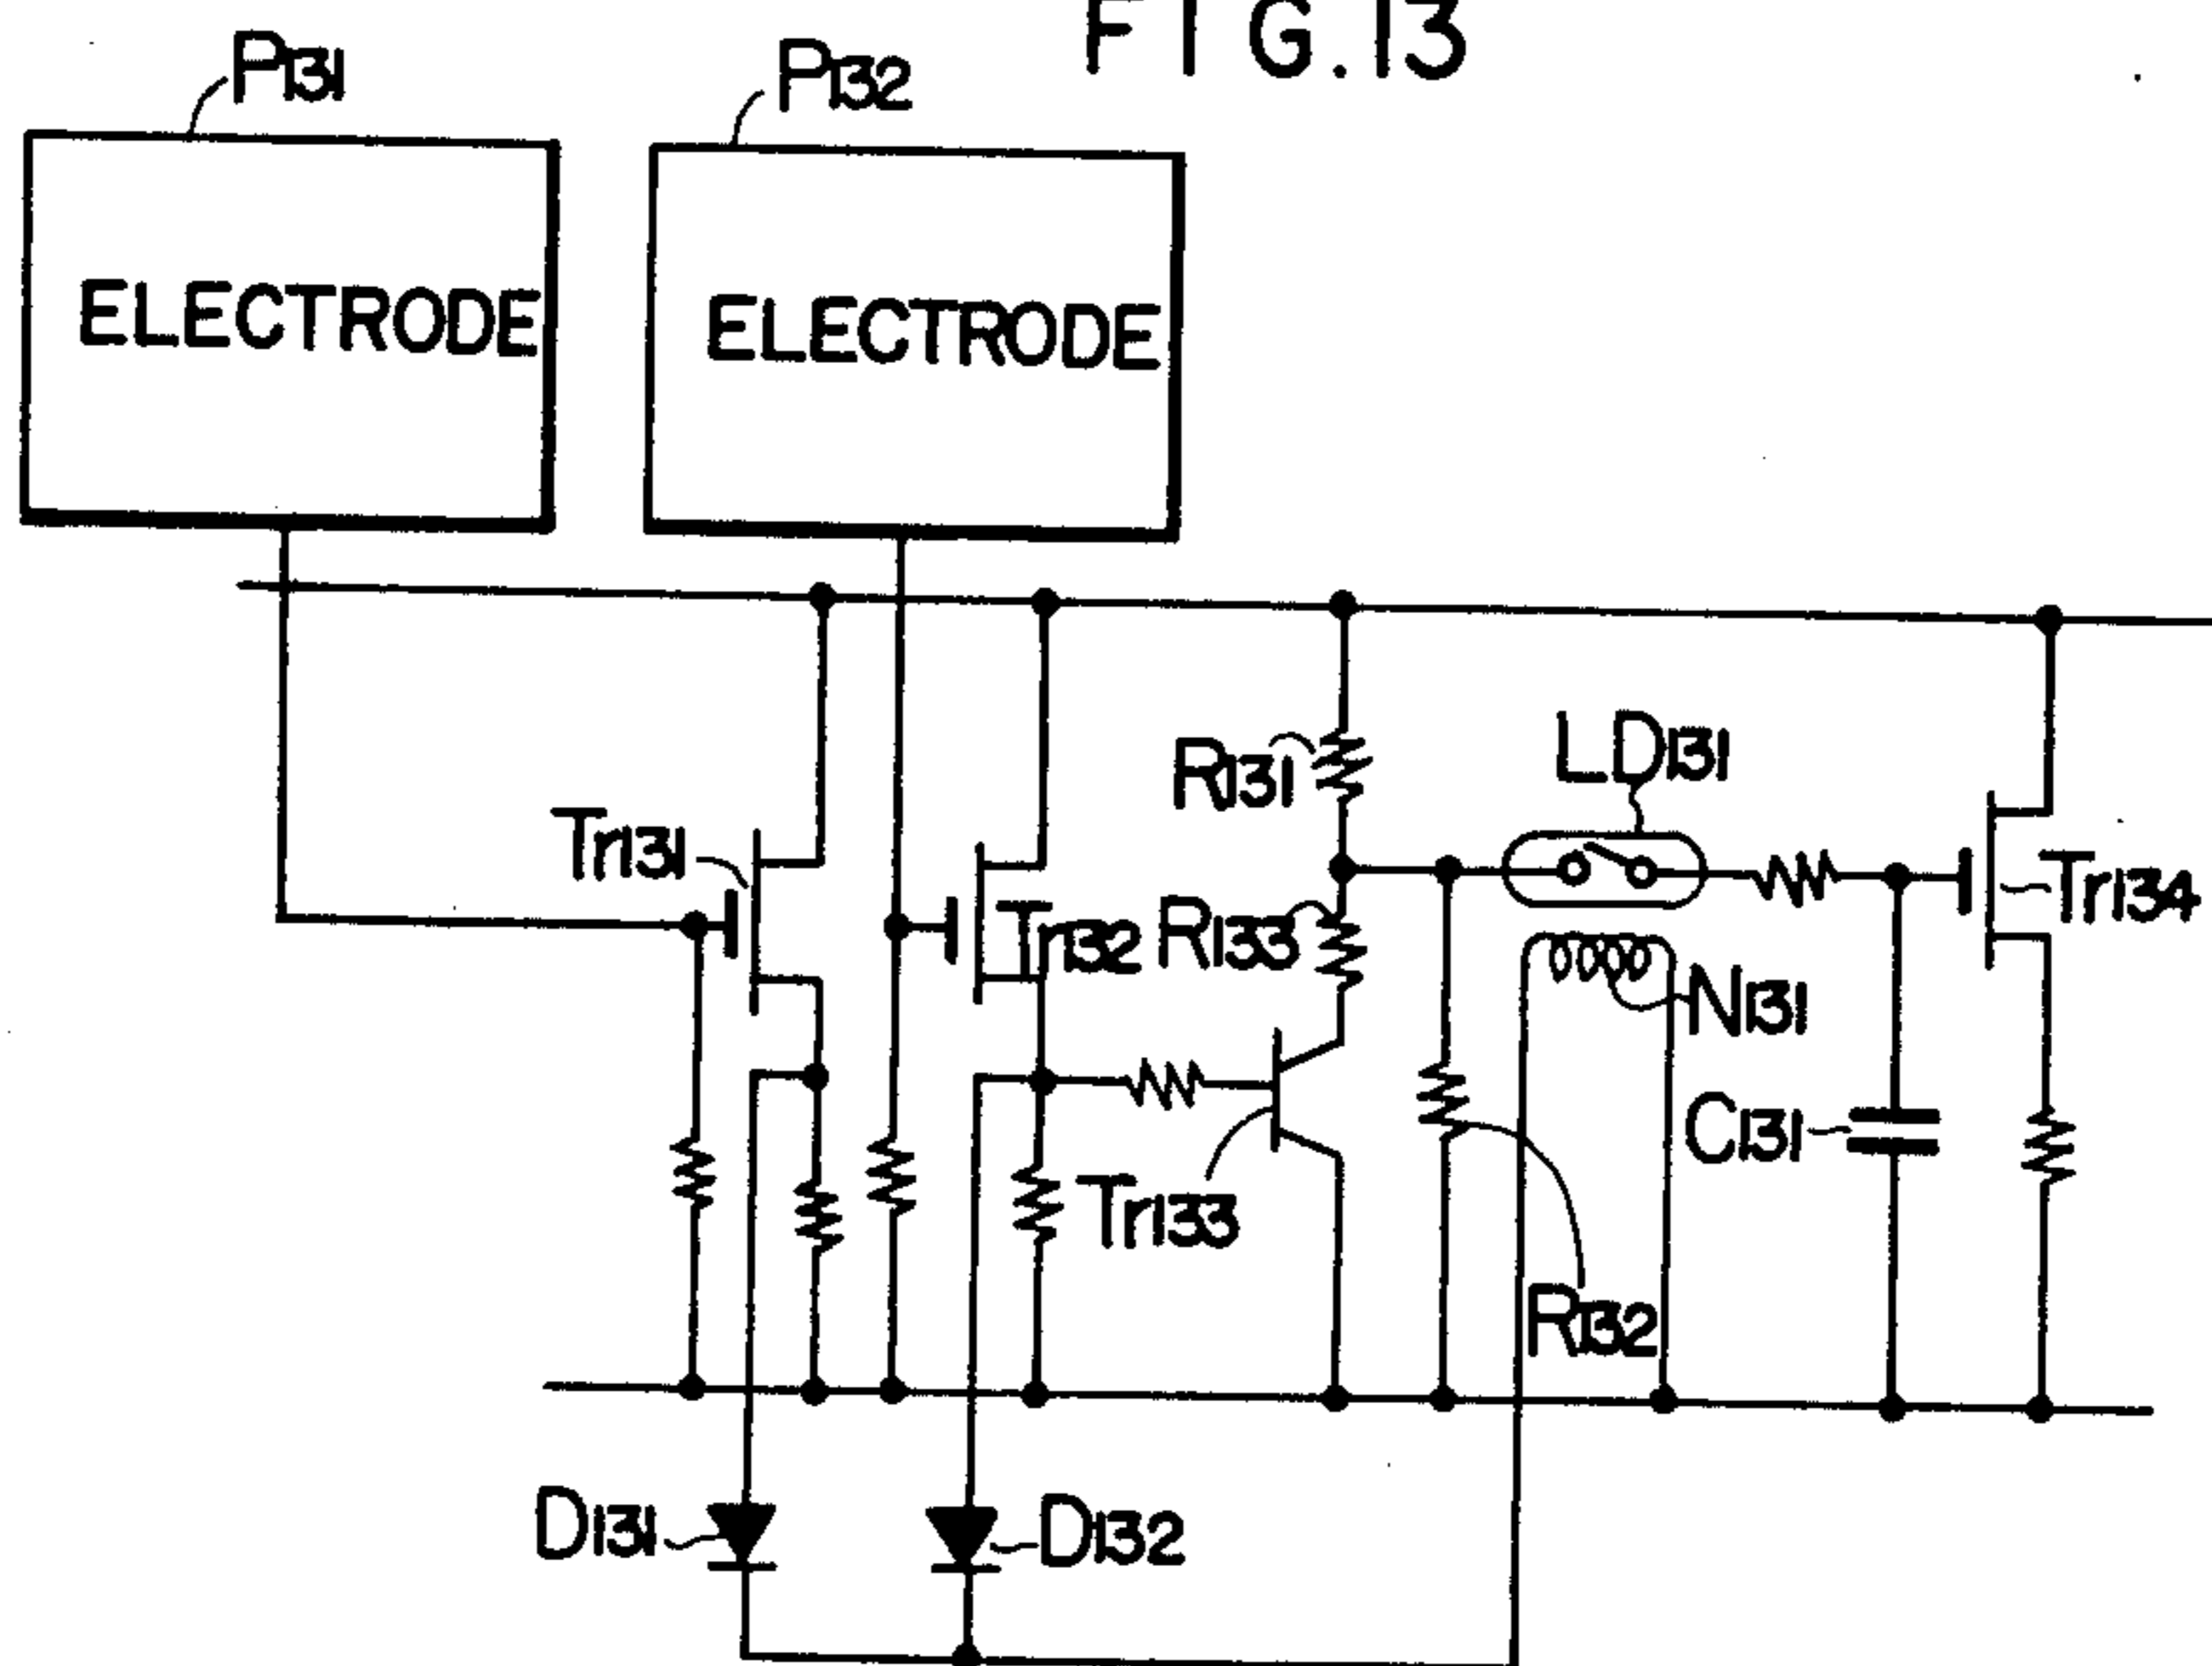 FIG.13
P131
P132
ELECTRODE
ELECTRODE
R131
LD131
Tr131
Tr132
R133
Tr134
N131
C131
Tr133
R132
D131
D132